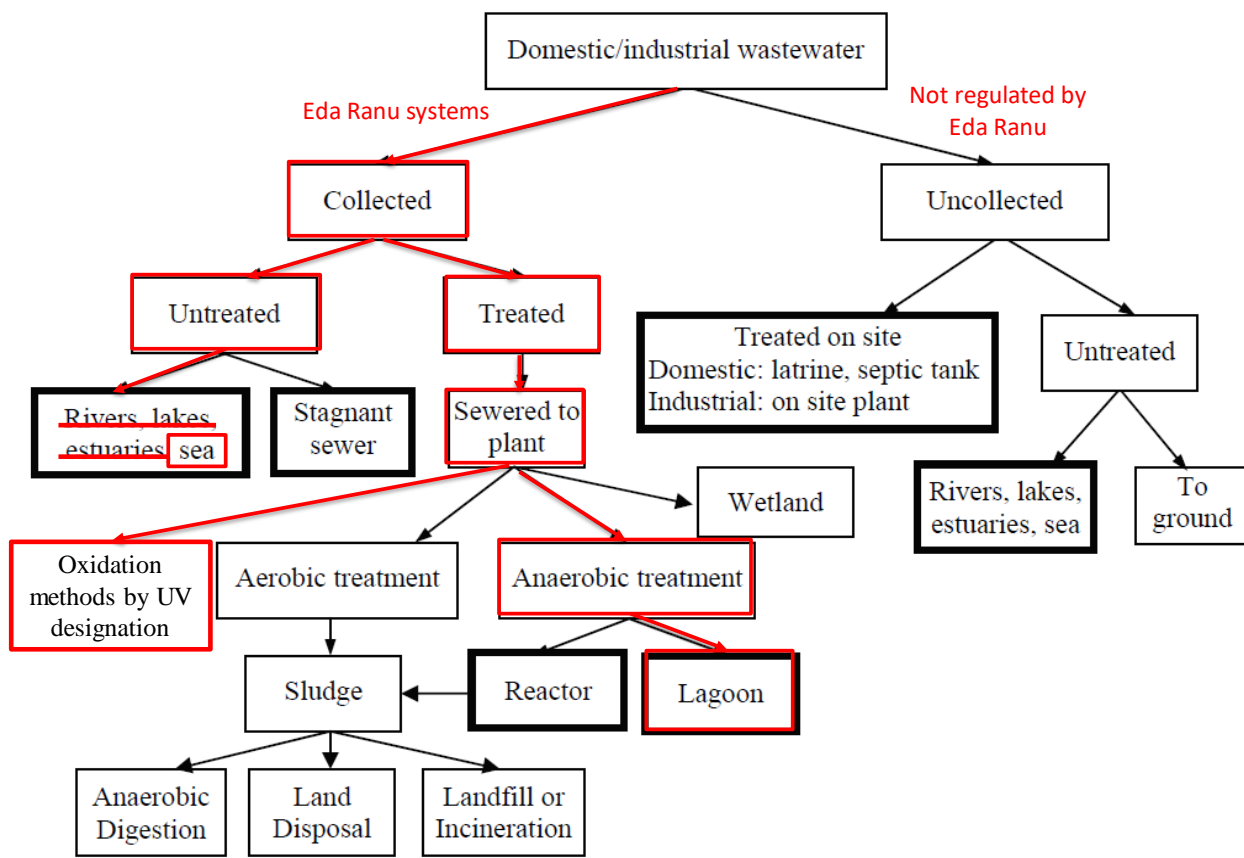 Domestic/industrial wastewater
Eda Ranu systems
Not regulated by
Eda Ranu
Collected
Uncollected
Untreated
Treated
Treated on site
Domestic: latrine, septic tank
Industrial: on site plant
Untreated
Rivers, lakes,
estuaries, sea
Stagnant
sewer
Sewered to
plant
Rivers, lakes,
estuaries, sea
To
ground
Wetland
Oxidation
methods by UV
designation
Aerobic treatment
Anaerobic treatment
Sludge
Reactor
Lagoon
Anaerobic
Digestion
Land
Disposal
Landfill or
Incineration